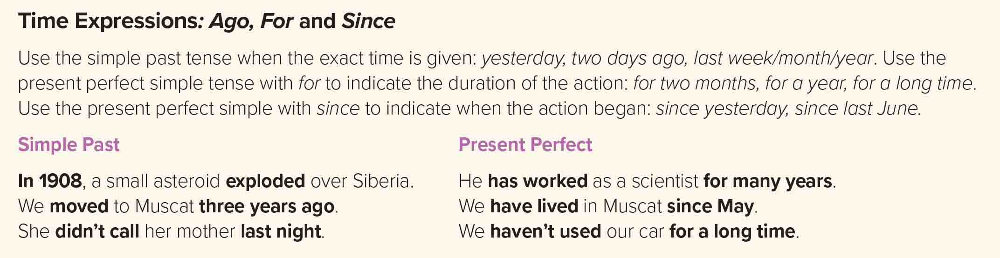 Time Expressions: Ago, For and Since
Use the simple past tense when the exact time is given: yesterday, two days ago, last week/month/year. Use the
present perfect simple tense with for to indicate the duration of the action: for two months, for a year, for a long time.
Use the present perfect simple with since to indicate when the action began: since yesterday, since last June.
Simple Past
In 1908, a small asteroid exploded over Siberia.
We moved to Muscat three years ago.
She didn’t call her mother last night.
Present Perfect
He has worked as a scientist for many years.
We have lived in Muscat since May.
We haven’t used our car for a long time.